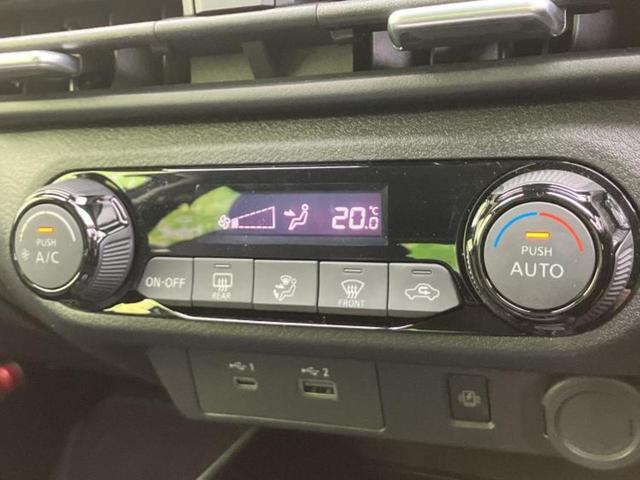 20.0 °C
PUSH
A/C
PUSH
AUTO
ON-OFF
REAR
FRONT
1
2